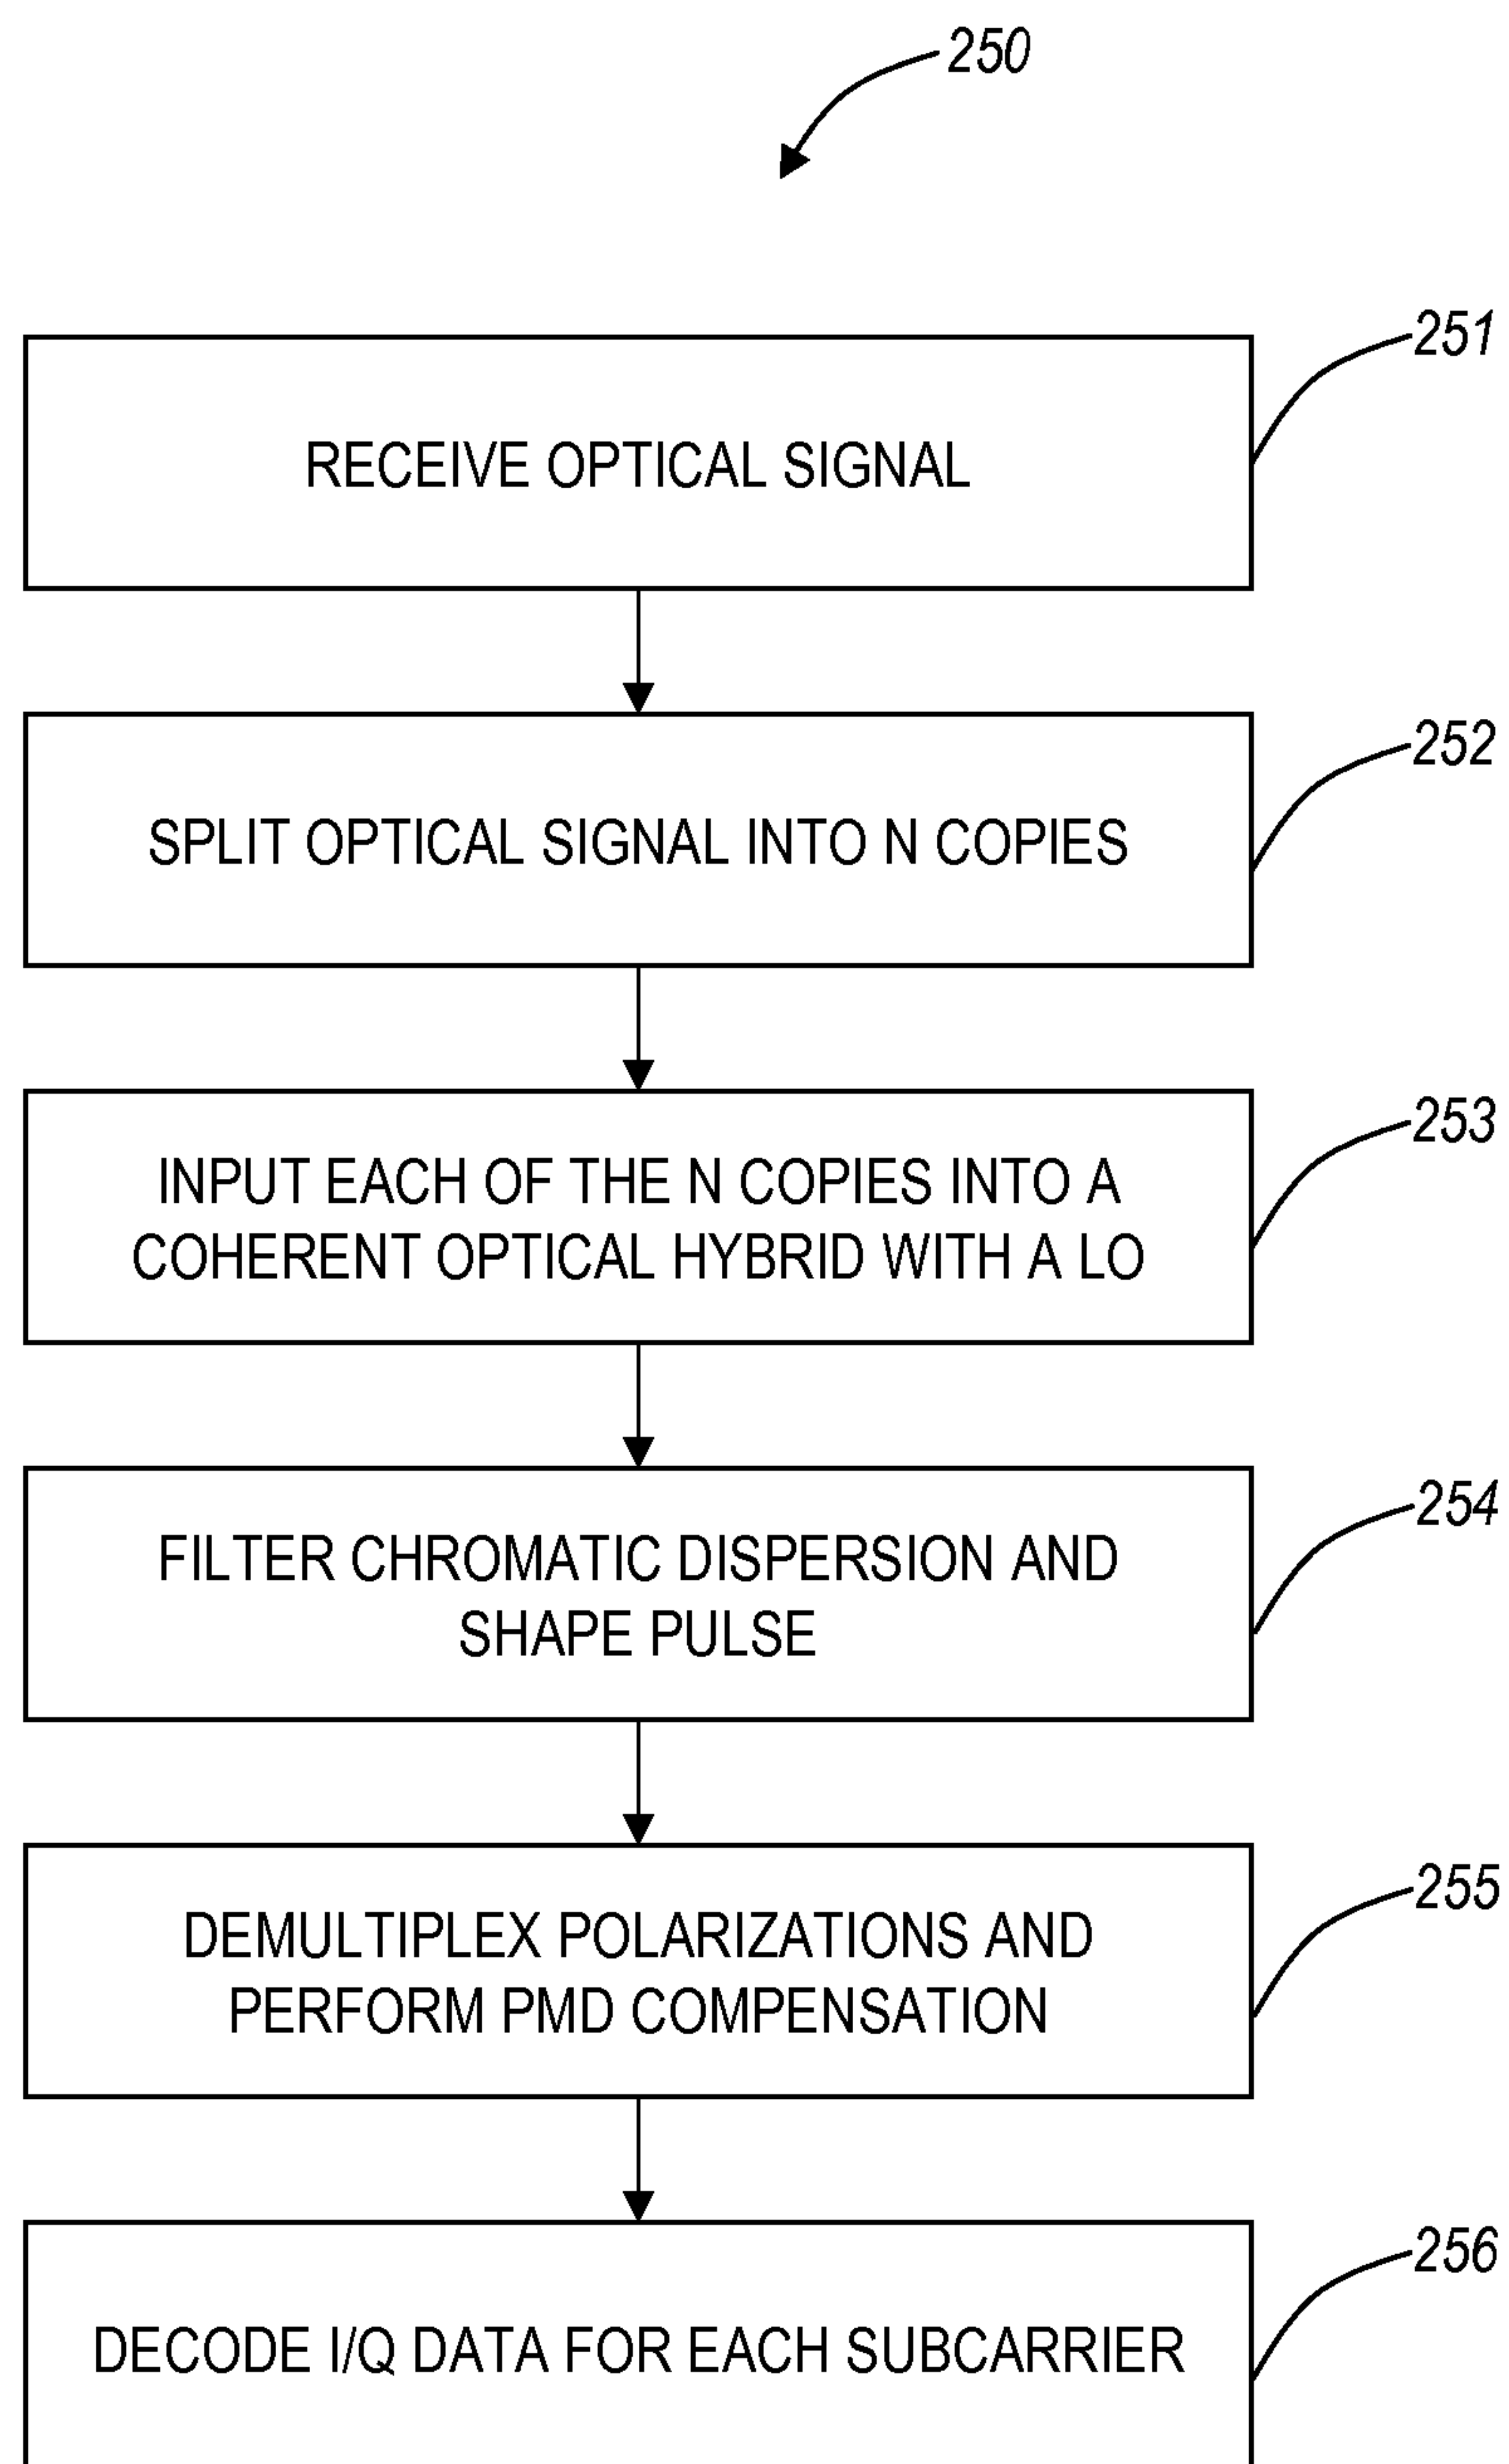 250
251
RECEIVE OPTICAL SIGNAL
252
SPLIT OPTICAL SIGNAL INTO N COPIES
253
INPUT EACH OF THE N COPIES INTO A
COHERENT OPTICAL HYBRID WITH A LO
254
FILTER CHROMATIC DISPERSION AND
SHAPE PULSE
255
DEMULTIPLEX POLARIZATIONS AND
PERFORM PMD COMPENSATION
256
DECODE I/Q DATA FOR EACH SUBCARRIER